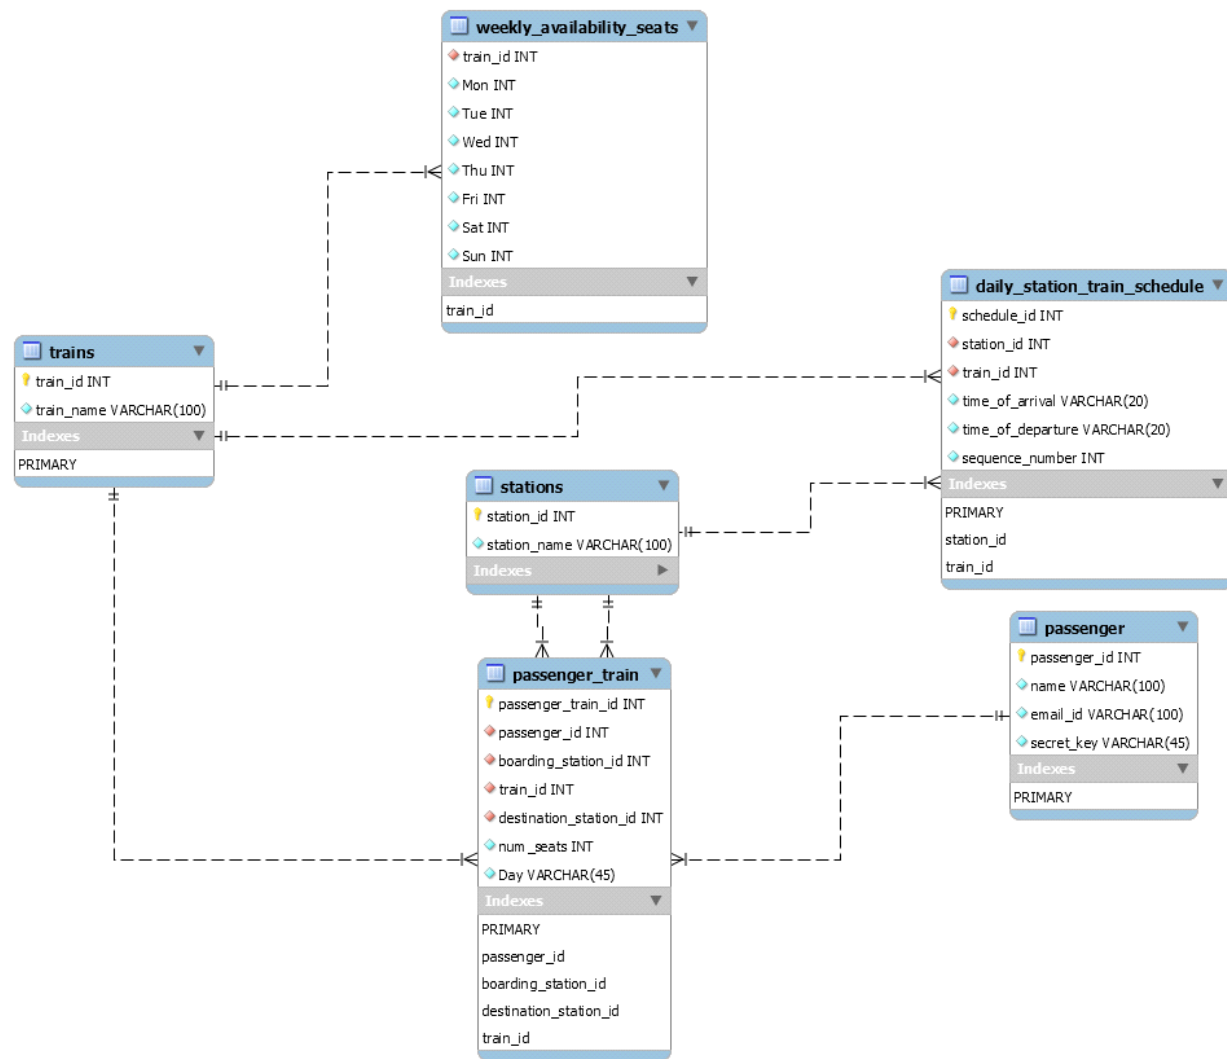 weekly_availability_seats
train_id INT
Mon INT
Tue INT
Wed INT
Thu INT
Fri INT
Sat INT
Sun INT
Indexes
train_id
trains
train_id INT
train_name VARCHAR(100)
Indexes
PRIMARY
daily_station_train_schedule
schedule_id INT
station_id INT
train_id INT
time_of_arrival VARCHAR(20)
time_of_departure VARCHAR(20)
sequence_number INT
Indexes
PRIMARY
station_id
train_id
stations
station_id INT
station_name VARCHAR(100)
Indexes
passenger
passenger_id INT
name VARCHAR(100)
email_id VARCHAR(100)
secret_key VARCHAR(45)
Indexes
PRIMARY
passenger_train
passenger_train_id INT
passenger_id INT
boarding_station_id INT
train_id INT
destination_station_id INT
num_seats INT
Day VARCHAR(45)
Indexes
PRIMARY
passenger_id
boarding_station_id
destination_station_id
train_id